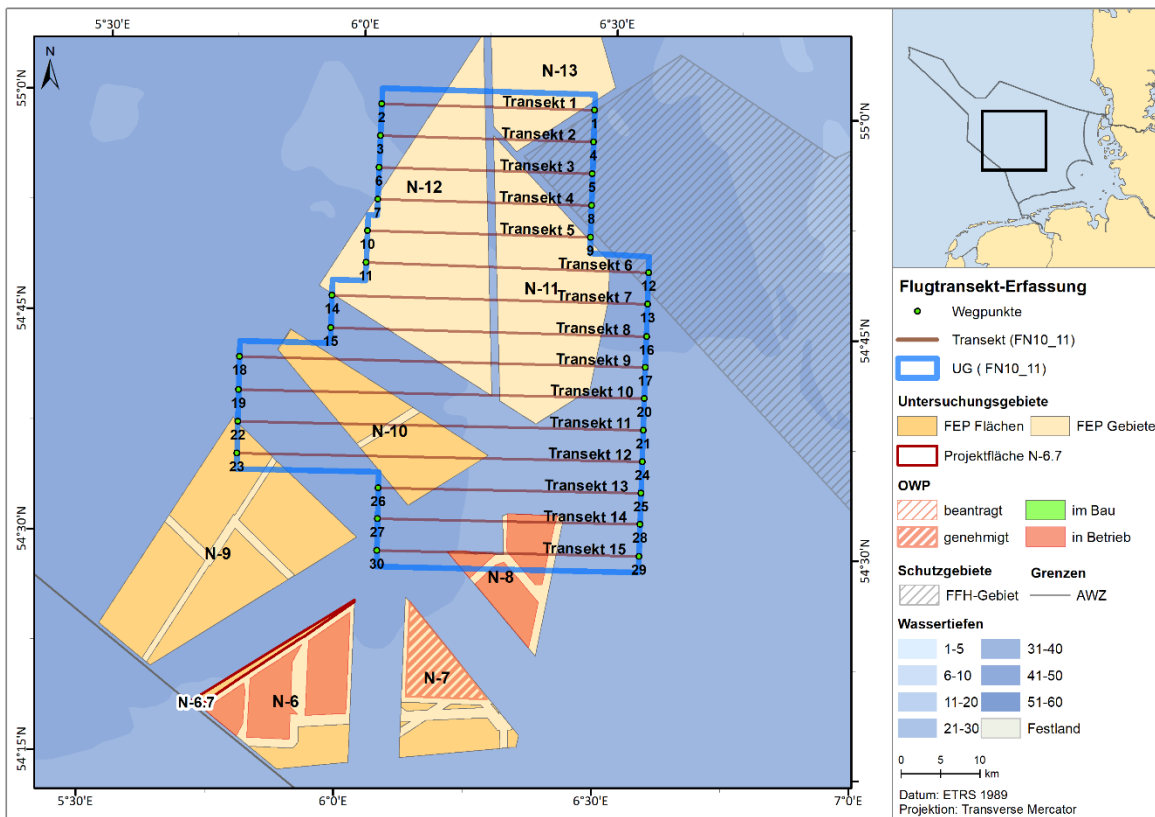 5°30'E
6°0'E
6°30'E
N
55°0'N
54°45'N
54°30'N
54°15'N
55°0'N
54°45'N
54°30'N
5°30'E
6°0'E
6°30'E
7°0'E
N-13
Transekt 1
2
1
Transekt 2
3
4
Transekt 3
6
5
N-12
Transekt 4
7
8
Transekt 5
10
9
Transekt 6
11
12
N-11
Transekt 7
14
13
Transekt 8
15
16
Transekt 9
18
17
Transekt 10
19
20
Transekt 11
22
21
N-10
Transekt 12
23
24
Transekt 13
26
25
Transekt 14
27
28
N-9
Transekt 15
30
29
N-8
N-7
N-6.7
N-6
Flugtransekt-Erfassung
Wegpunkte
Transekt (FN10_11)
UG ( FN10_11)
Untersuchungsgebiete
FEP Flächen
FEP Gebiete
Projektfläche N-6.7
OWP
beantragt
im Bau
genehmigt
in Betrieb
Schutzgebiete
Grenzen
FFH-Gebiet
AWZ
Wassertiefen
1-5
31-40
6-10
41-50
11-20
51-60
21-30
Festland
0 5 10
km
Datum: ETRS 1989
Projektion: Transverse Mercator